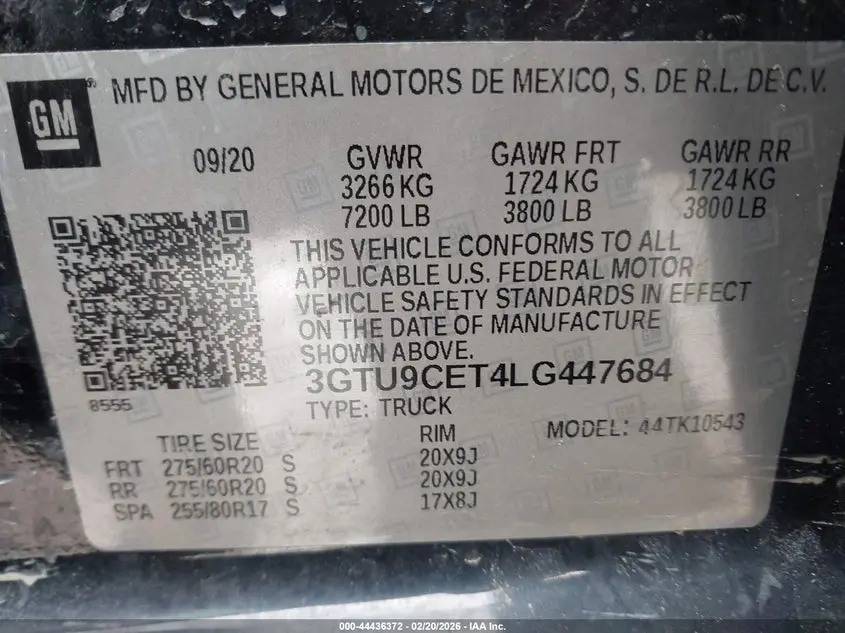 GM
MFD BY GENERAL MOTORS DE MEXICO, S. DE R.L. DE C.V.
09/20 GVWR GAWR FRT GAWR RR
3266 KG 1724 KG 1724 KG
7200 LB 3800 LB 3800 LB
THIS VEHICLE CONFORMS TO ALL
APPLICABLE U.S. FEDERAL MOTOR
VEHICLE SAFETY STANDARDS IN EFFECT
ON THE DATE OF MANUFACTURE
SHOWN ABOVE.
3GTU9CET4LG447684
8555
TYPE: TRUCK
MODEL: 44TK10543
TIRE SIZE RIM
FRT 275/60R20 S 20X9J
RR 275/60R20 S 20X9J
SPA 255/80R17 S 17X8J
000-44436372 - 02/20/2026 - IAA Inc.